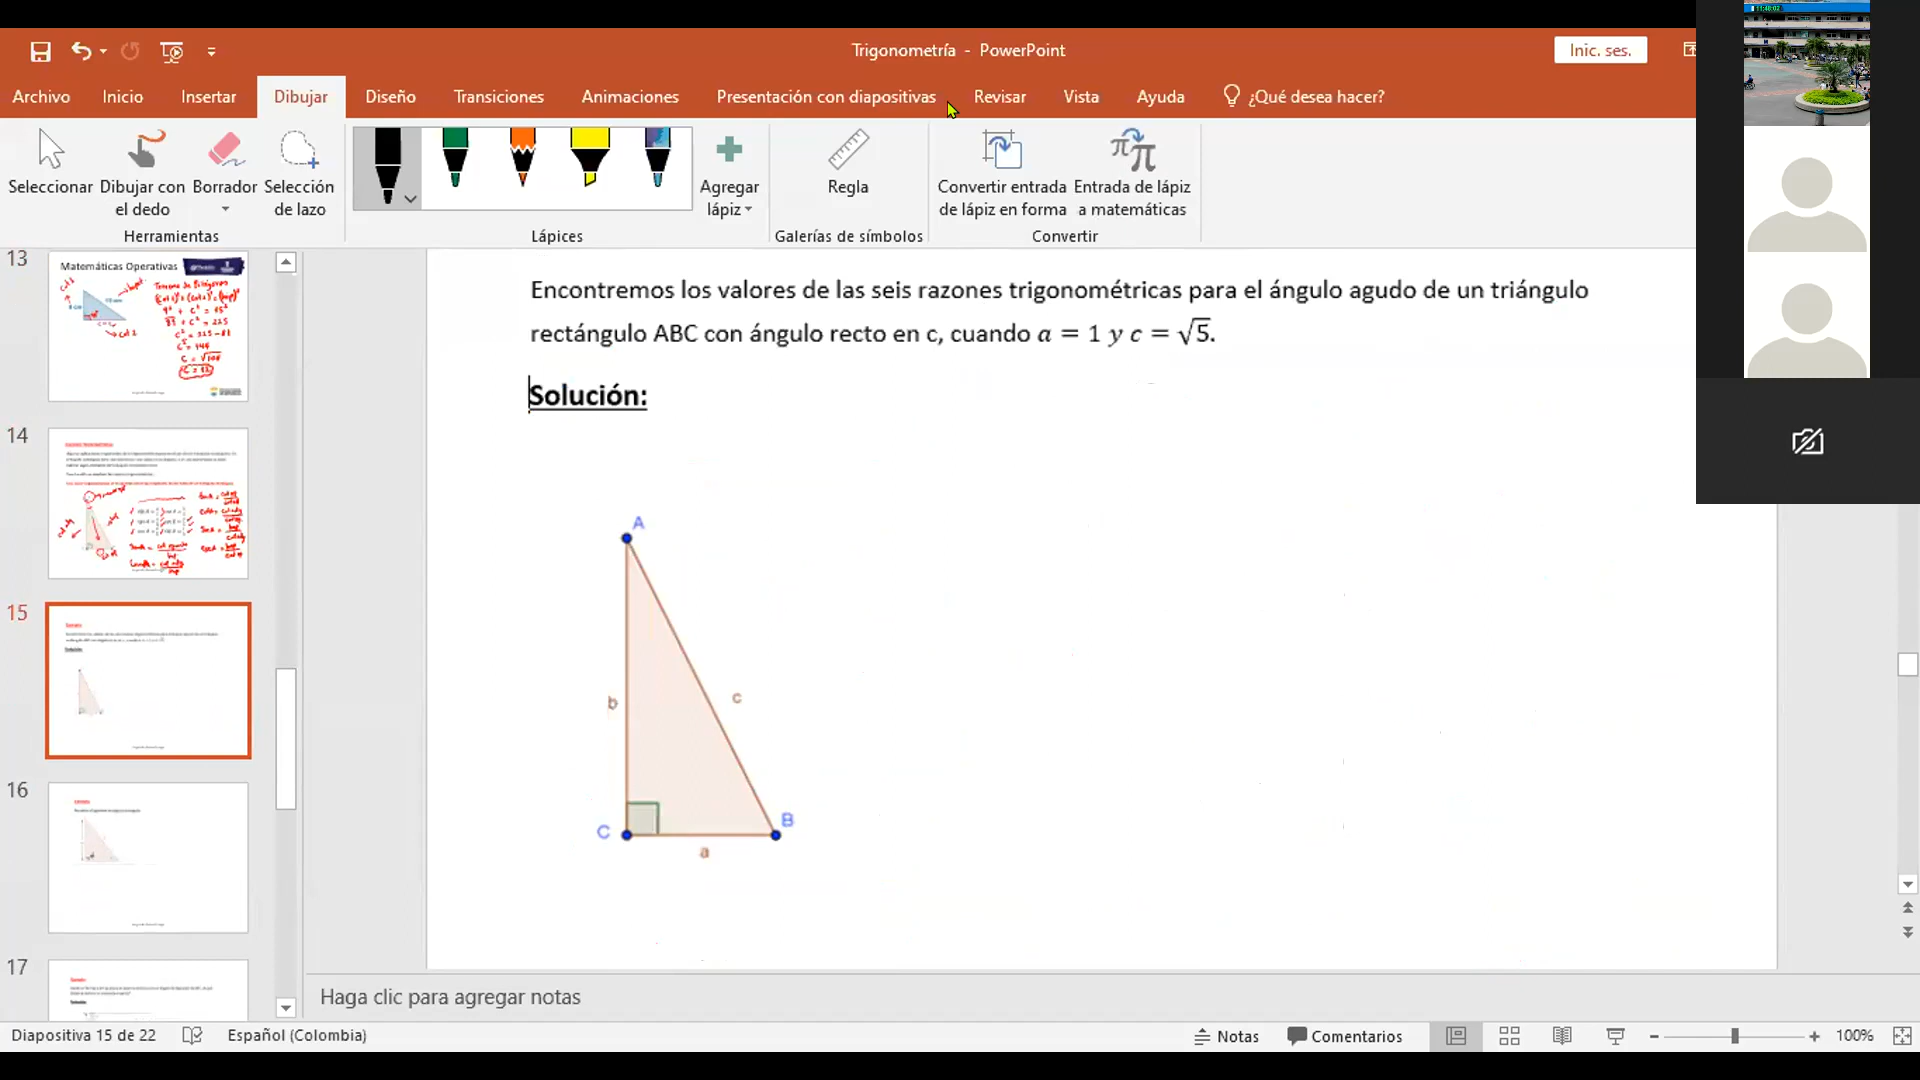 11:48:02
Trigonometría - PowerPoint
Inic. ses.
Archivo Inicio Insertar Dibujar Diseño Transiciones Animaciones Presentación con diapositivas Revisar Vista Ayuda ¿Qué desea hacer?
Seleccionar
Dibujar con el dedo
Borrador
Selección de lazo
Agregar lápiz
Regla
Convertir entrada de lápiz en forma
Entrada de lápiz a matemáticas
Herramientas
Lápices
Galerías de símbolos
Convertir
13
Matemáticas Operativas
14
15
16
17
Encontremos los valores de las seis razones trigonométricas para el ángulo agudo de un triángulo
rectángulo ABC con ángulo recto en c, cuando a = 1 y c = √5.
Solución:
A
b
c
C
B
a
Haga clic para agregar notas
Diapositiva 15 de 22
Español (Colombia)
Notas
Comentarios
100%